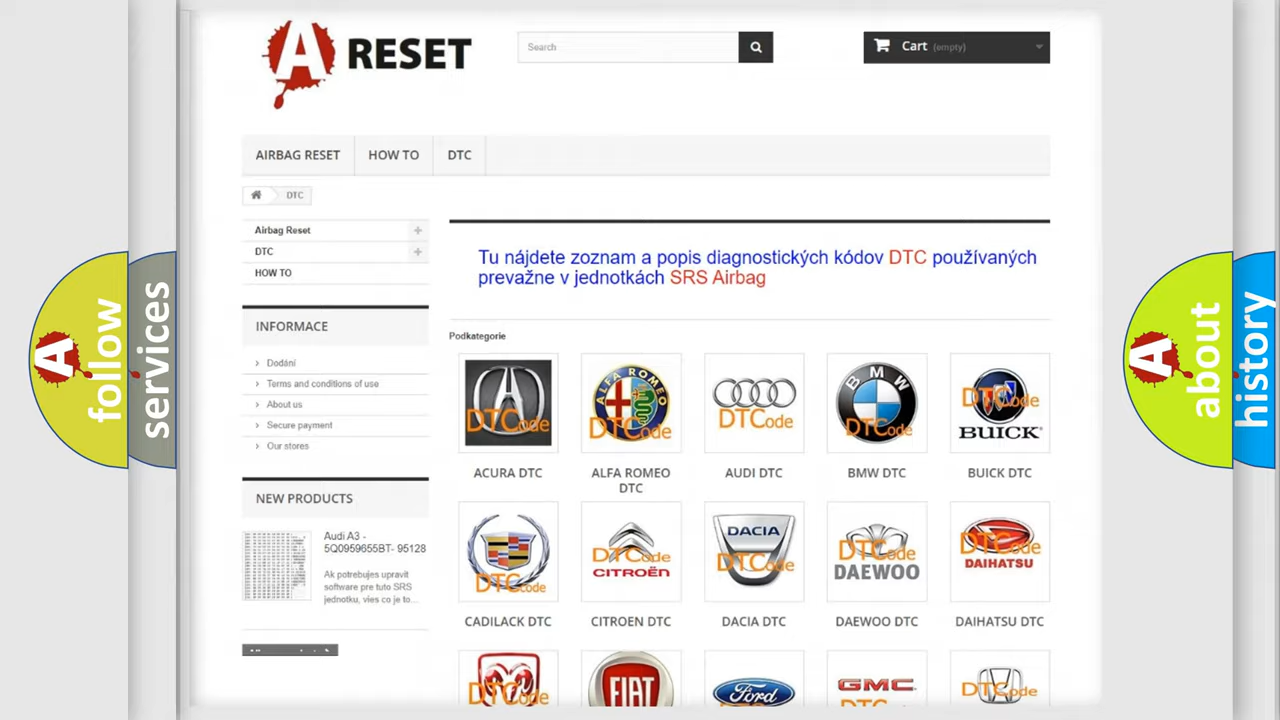 A RESET
Search
Cart (empty)
AIRBAG RESET
HOW TO
DTC
DTC
Airbag Reset
DTC
HOW TO
INFORMACE
Dodání
Terms and conditions of use
About us
Secure payment
Our stores
NEW PRODUCTS
Audi A3 -
5Q0959655BT- 95128
Ak potrebujes upravit
software pre tuto SRS
jednotku, vies co je to...
Tu nájdete zoznam a popis diagnostických kódov DTC používaných
prevažne v jednotkách SRS Airbag
Podkategorie
DTCode
ALFA ROMEO
DTCode
DTCode
BMW
DTCode
DTCode
BUICK
ACURA DTC
ALFA ROMEO
DTC
AUDI DTC
BMW DTC
BUICK DTC
DTCode
DTCode
CITROËN
DACIA
DTCode
DTCode
DAEWOO
DTCode
DAIHATSU
CADILACK DTC
CITROEN DTC
DACIA DTC
DAEWOO DTC
DAIHATSU DTC
DTCode
FIAT
Ford
GMC
DTCode
A follow
services
A about
history